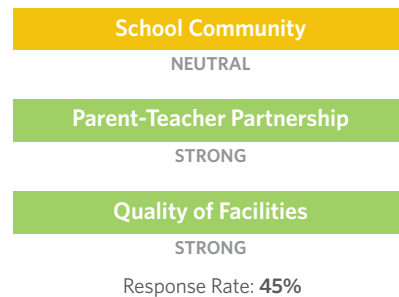 School Community
NEUTRAL
Parent-Teacher Partnership
STRONG
Quality of Facilities
STRONG
Response Rate: 45%